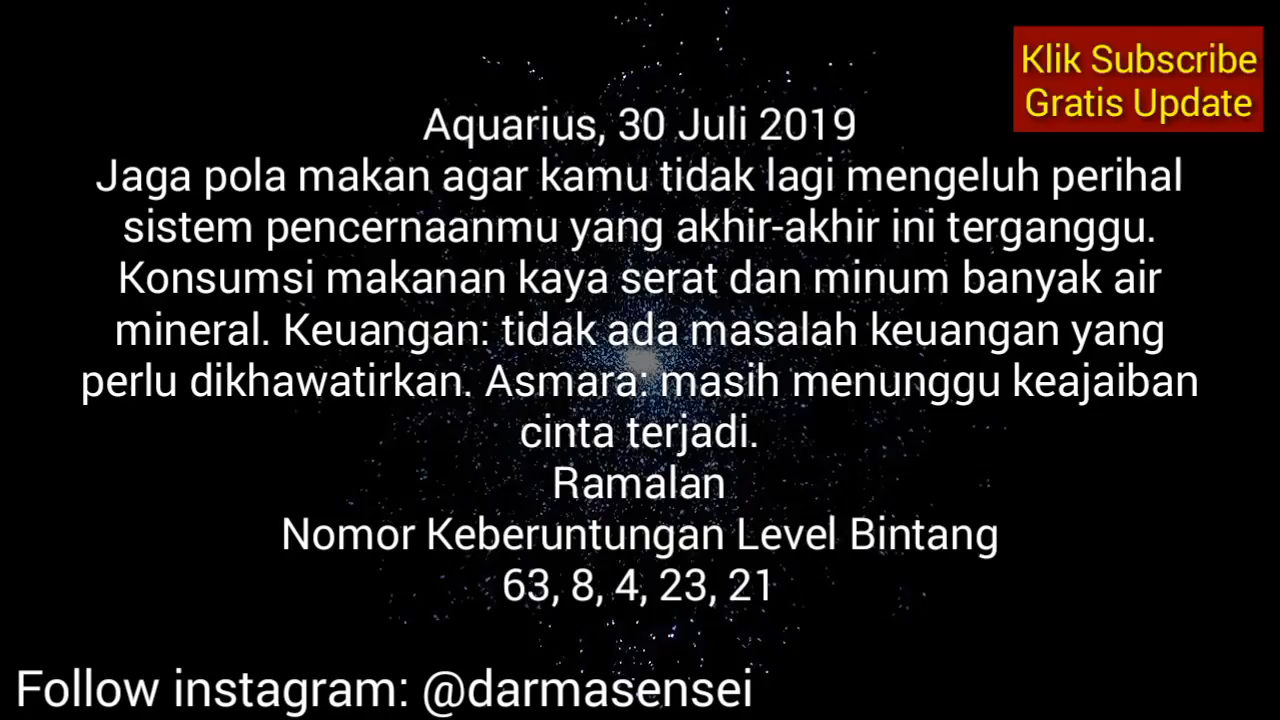 Klik Subscribe
Gratis Update
Aquarius, 30 Juli 2019
Jaga pola makan agar kamu tidak lagi mengeluh perihal
sistem pencernaanmu yang akhir-akhir ini terganggu.
Konsumsi makanan kaya serat dan minum banyak air
mineral. Keuangan: tidak ada masalah keuangan yang
perlu dikhawatirkan. Asmara: masih menunggu keajaiban
cinta terjadi.
Ramalan
Nomor Keberuntungan Level Bintang
63, 8, 4, 23, 21
Follow instagram: @darmasensei